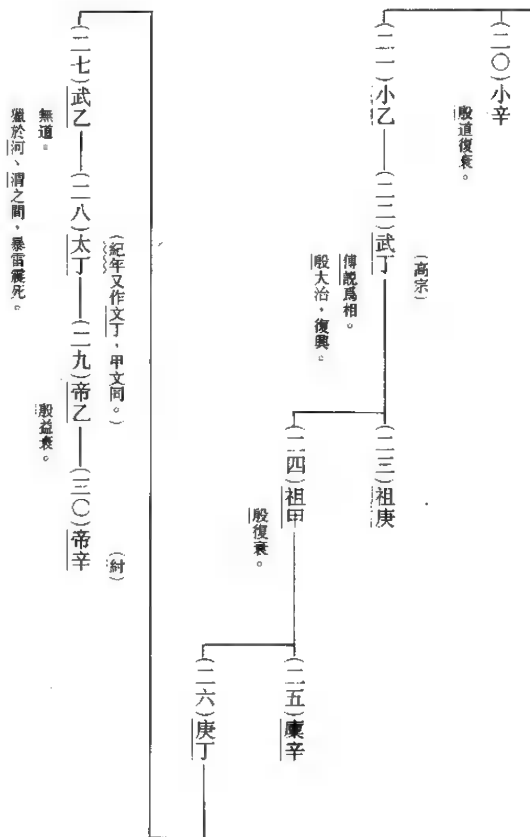 （二〇）小辛
殷道復衰。
（二一）小乙——（二二）武丁
（高宗）
傅說爲相。
殷大治，復興。
（二三）祖庚
（二四）祖甲
殷復衰。
（二五）廩辛
（二六）庚丁
（二七）武乙——（二八）太丁——（二九）帝乙——（三〇）帝辛
無道。
獵於河、渭之間，暴雷震死。
（紀年又作文丁，甲文同。）
殷益衰。
（紂）